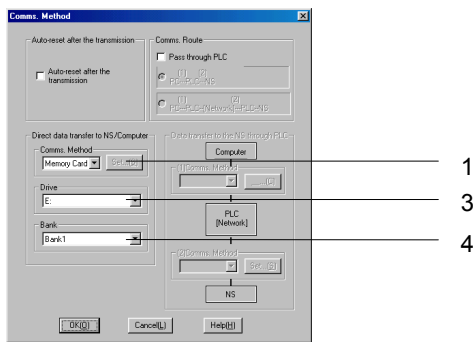 Comms. Method
Auto-reset after the transmission
Auto-reset after the
transmission
Comms. Route
Pass through PLC
(1) (2)
PC--PLC--NS
(1) (2)
PC--PLC--(Network)--PLC--NS
Direct data transfer to NS/Computer
Comms. Method
Memory Card
Set...
Drive
E:
Bank
Bank1
Data transfer to the NS through PLC
Computer
(1)Comms. Method
PLC
[Network]
(2)Comms. Method
Set...(S)
NS
OK(O)
Cancel(L)
Help(H)
1
3
4